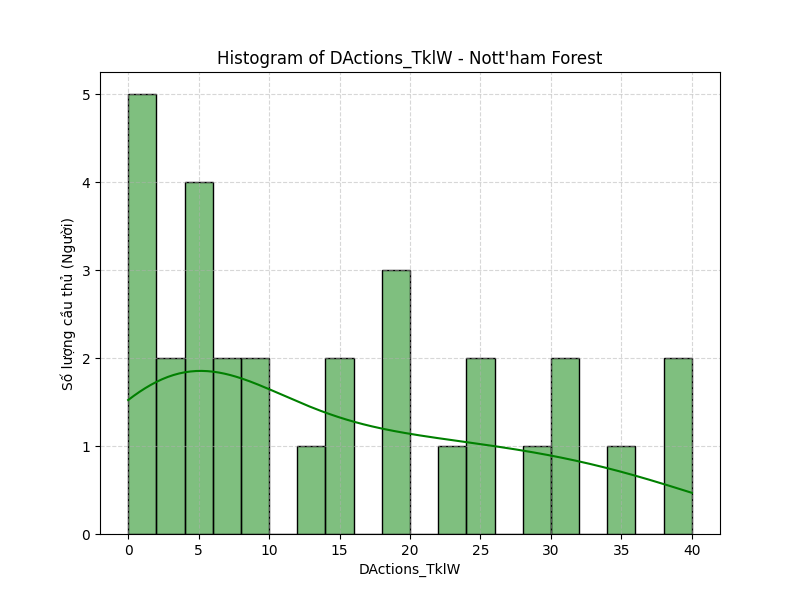 Histogram of DActions_TklW - Nott'ham Forest
5
4
3
2
1
0
Số lượng cầu thủ (Người)
0 5 10 15 20 25 30 35 40
DActions_TklW